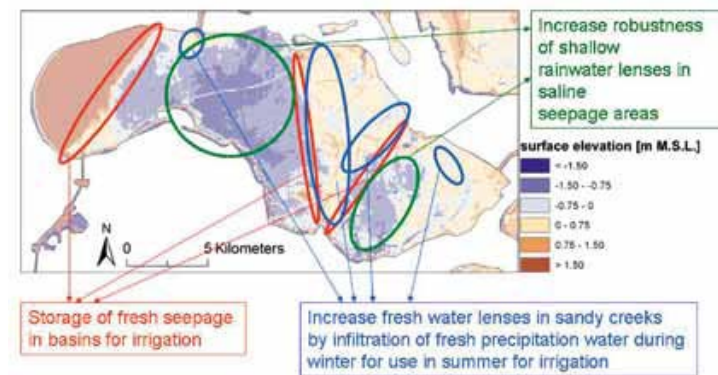 Increase robustness
of shallow
rainwater lenses in
saline
seepage areas
surface elevation [m M.S.L.]
< -1.50
-1.50 - -0.75
-0.75 - 0
0 - 0.75
0.75 - 1.50
> 1.50
N
0 5 Kilometers
Storage of fresh seepage
in basins for irrigation
Increase fresh water lenses in sandy creeks
by infiltration of fresh precipitation water during
winter for use in summer for irrigation